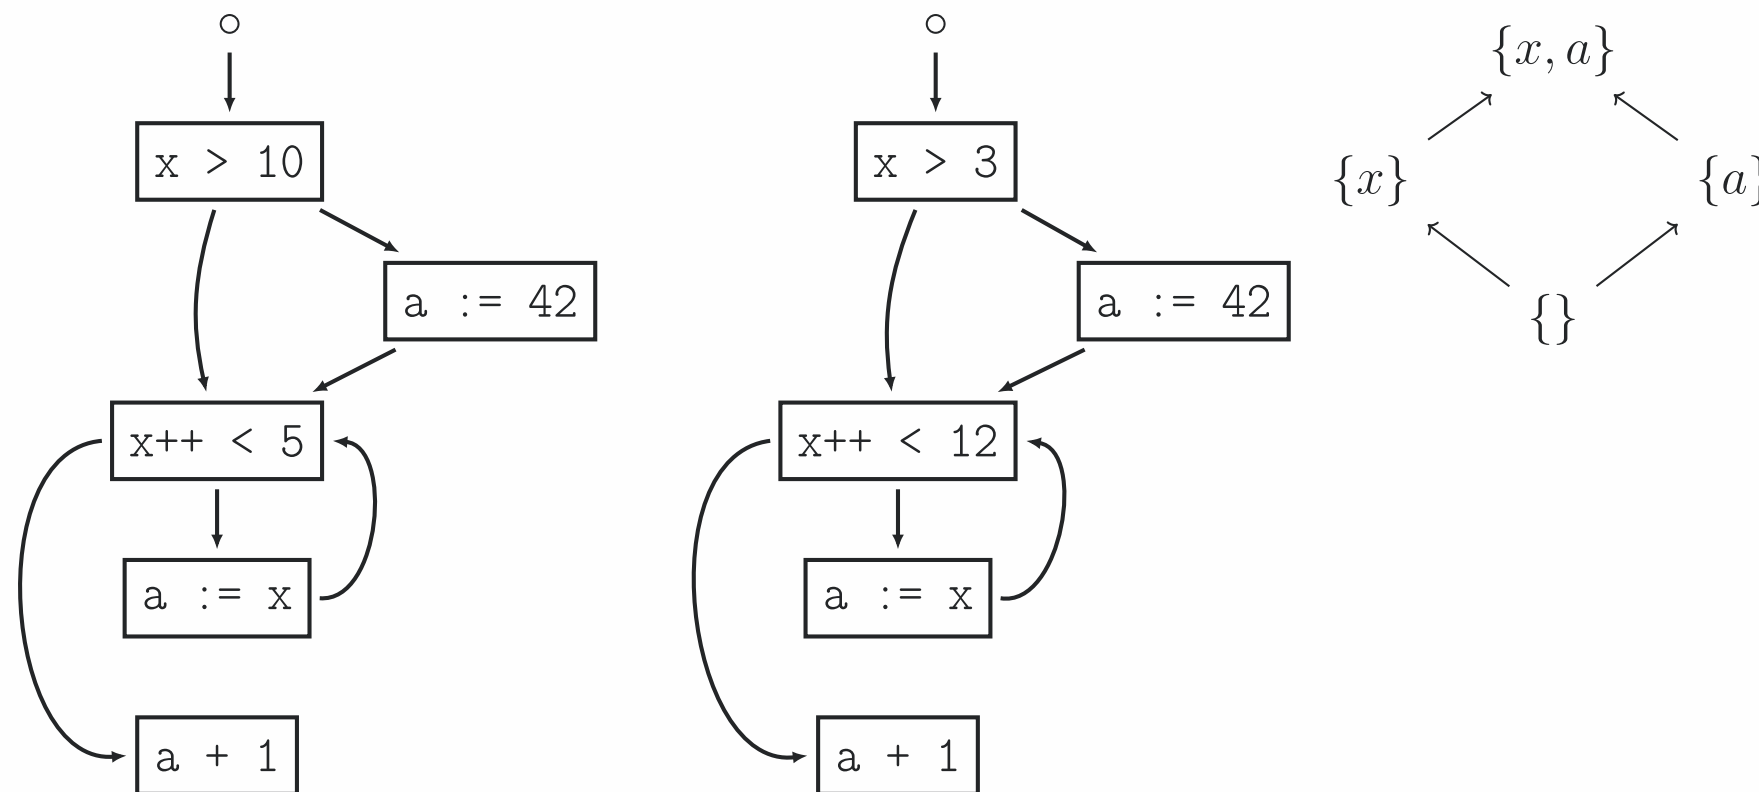 x > 10
a := 42
x++ < 5
a := x
a + 1
x > 3
a := 42
x++ < 12
a := x
a + 1
{x, a}
{x}
{a}
{}